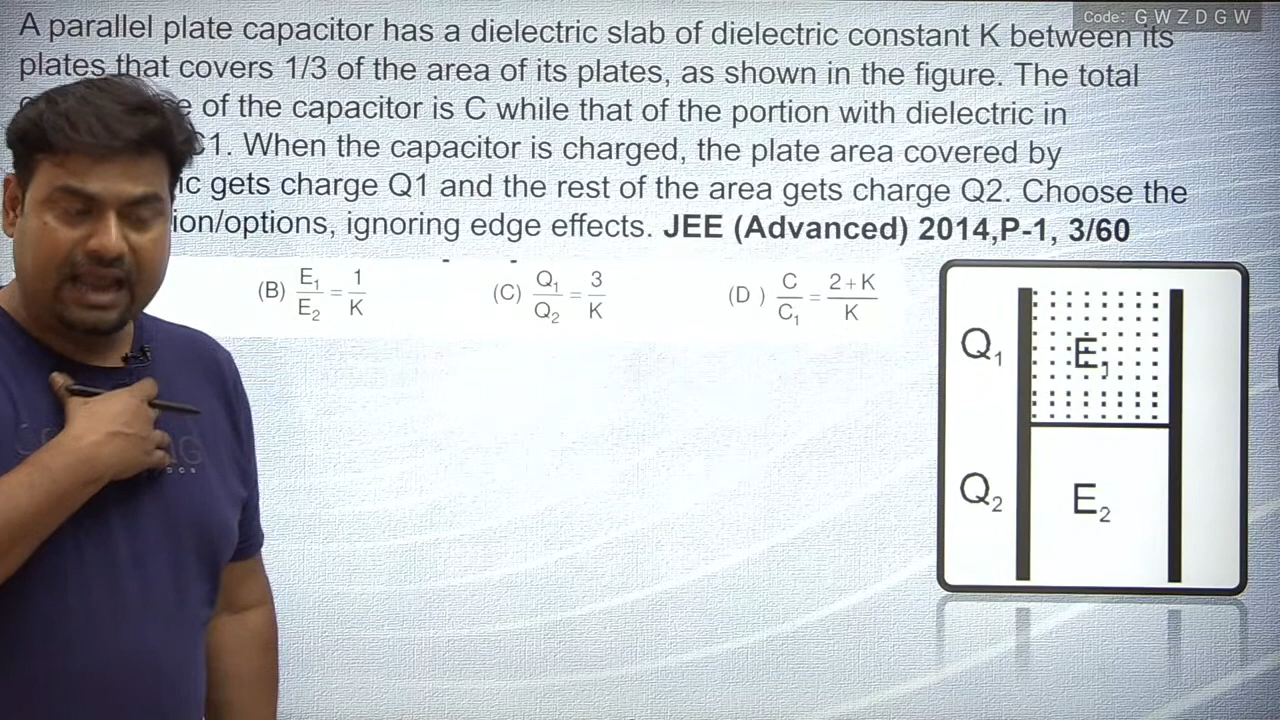 Code: G W Z D G W
A parallel plate capacitor has a dielectric slab of dielectric constant K between its
plates that covers 1/3 of the area of its plates, as shown in the figure. The total
of the capacitor is C while that of the portion with dielectric in
1. When the capacitor is charged, the plate area covered by
gets charge Q1 and the rest of the area gets charge Q2. Choose the
ion/options, ignoring edge effects. JEE (Advanced) 2014,P-1, 3/60
(B) E₁/E₂ = 1/K (C) Q₁/Q₂ = 3/K (D ) C/C₁ = 2+K/K
Q₁ E₁
Q₂ E₂